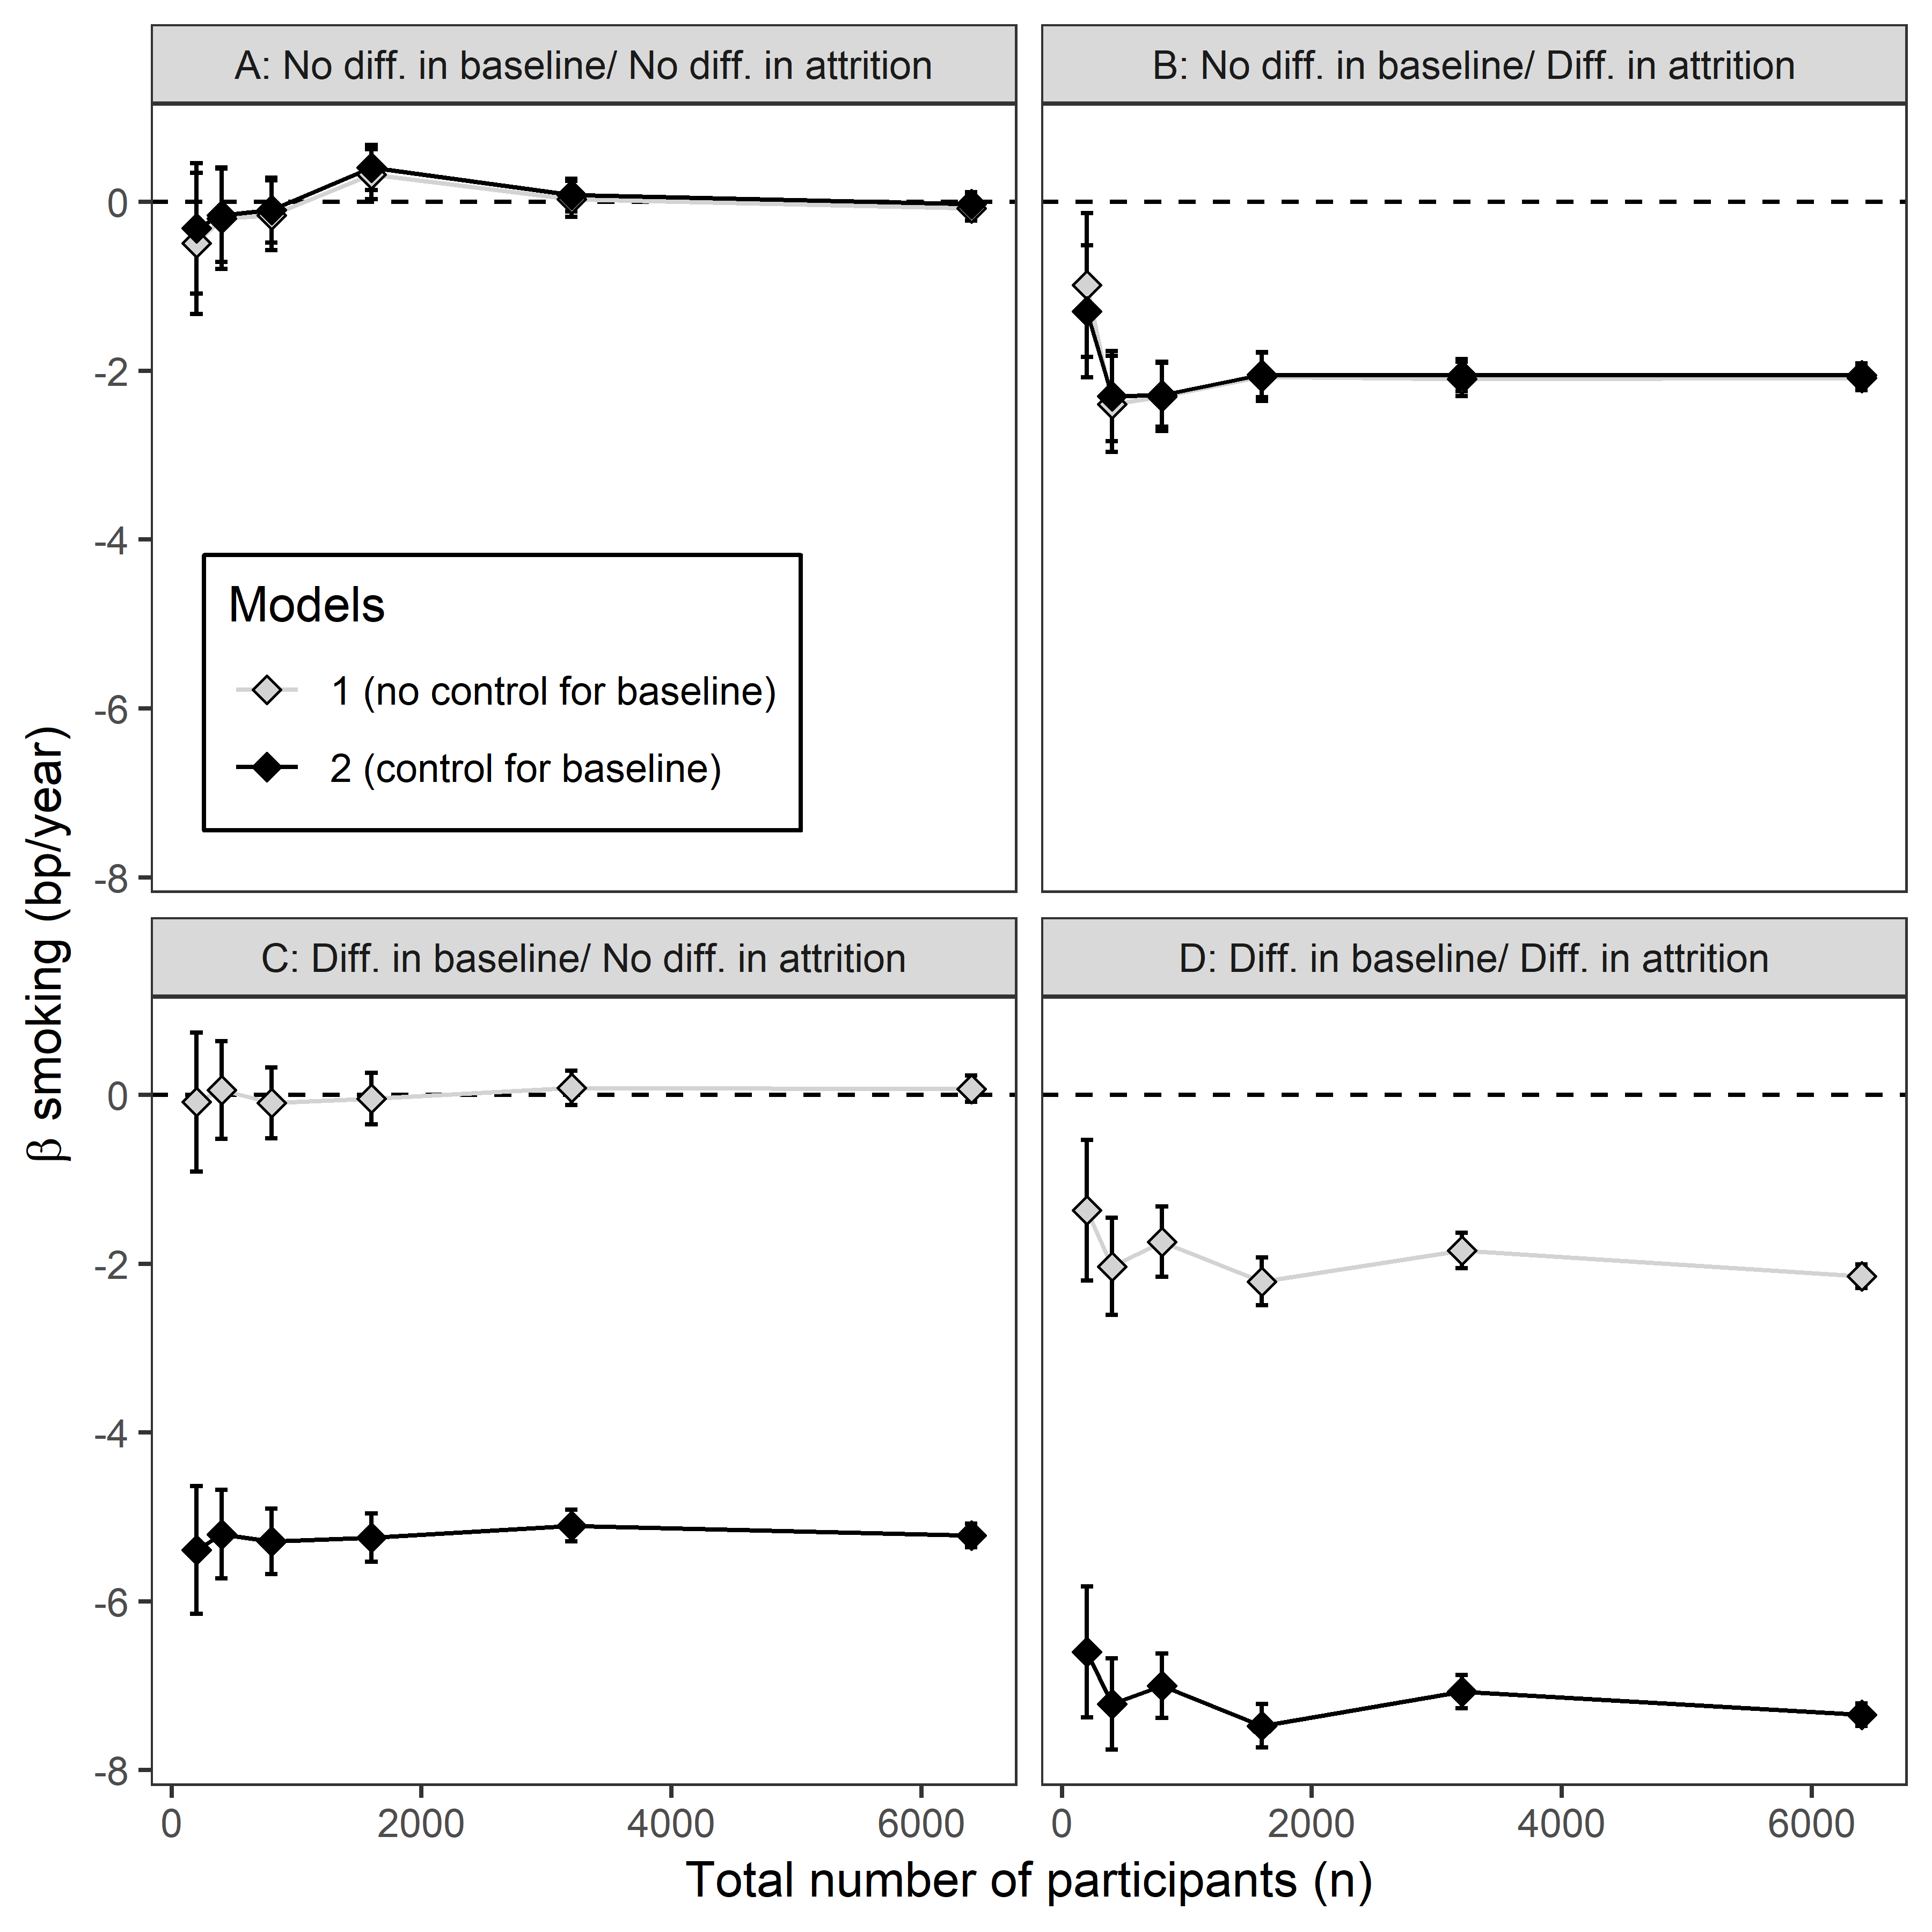 A: No diff. in baseline/ No diff. in attrition
B: No diff. in baseline/ Diff. in attrition
0
-2
-4
-6
-8
Models
1 (no control for baseline)
2 (control for baseline)
β smoking (bp/year)
C: Diff. in baseline/ No diff. in attrition
D: Diff. in baseline/ Diff. in attrition
0
-2
-4
-6
-8
0 2000 4000 6000
0 2000 4000 6000
Total number of participants (n)